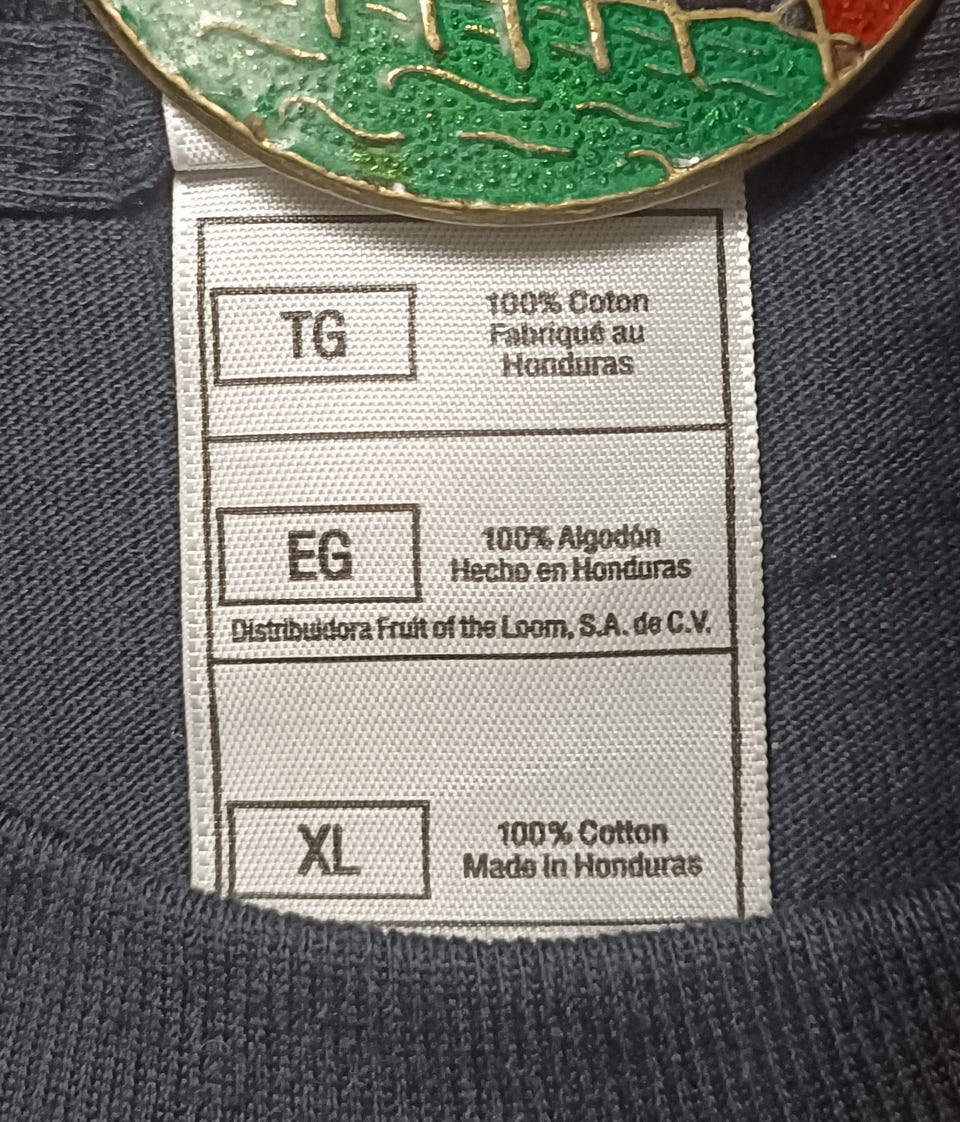 TG
100% Coton
Fabriqué au
Honduras
EG
100% Algodón
Hecho en Honduras
Distribuidora Fruit of the Loom, S.A. de C.V.
XL
100% Cotton
Made in Honduras